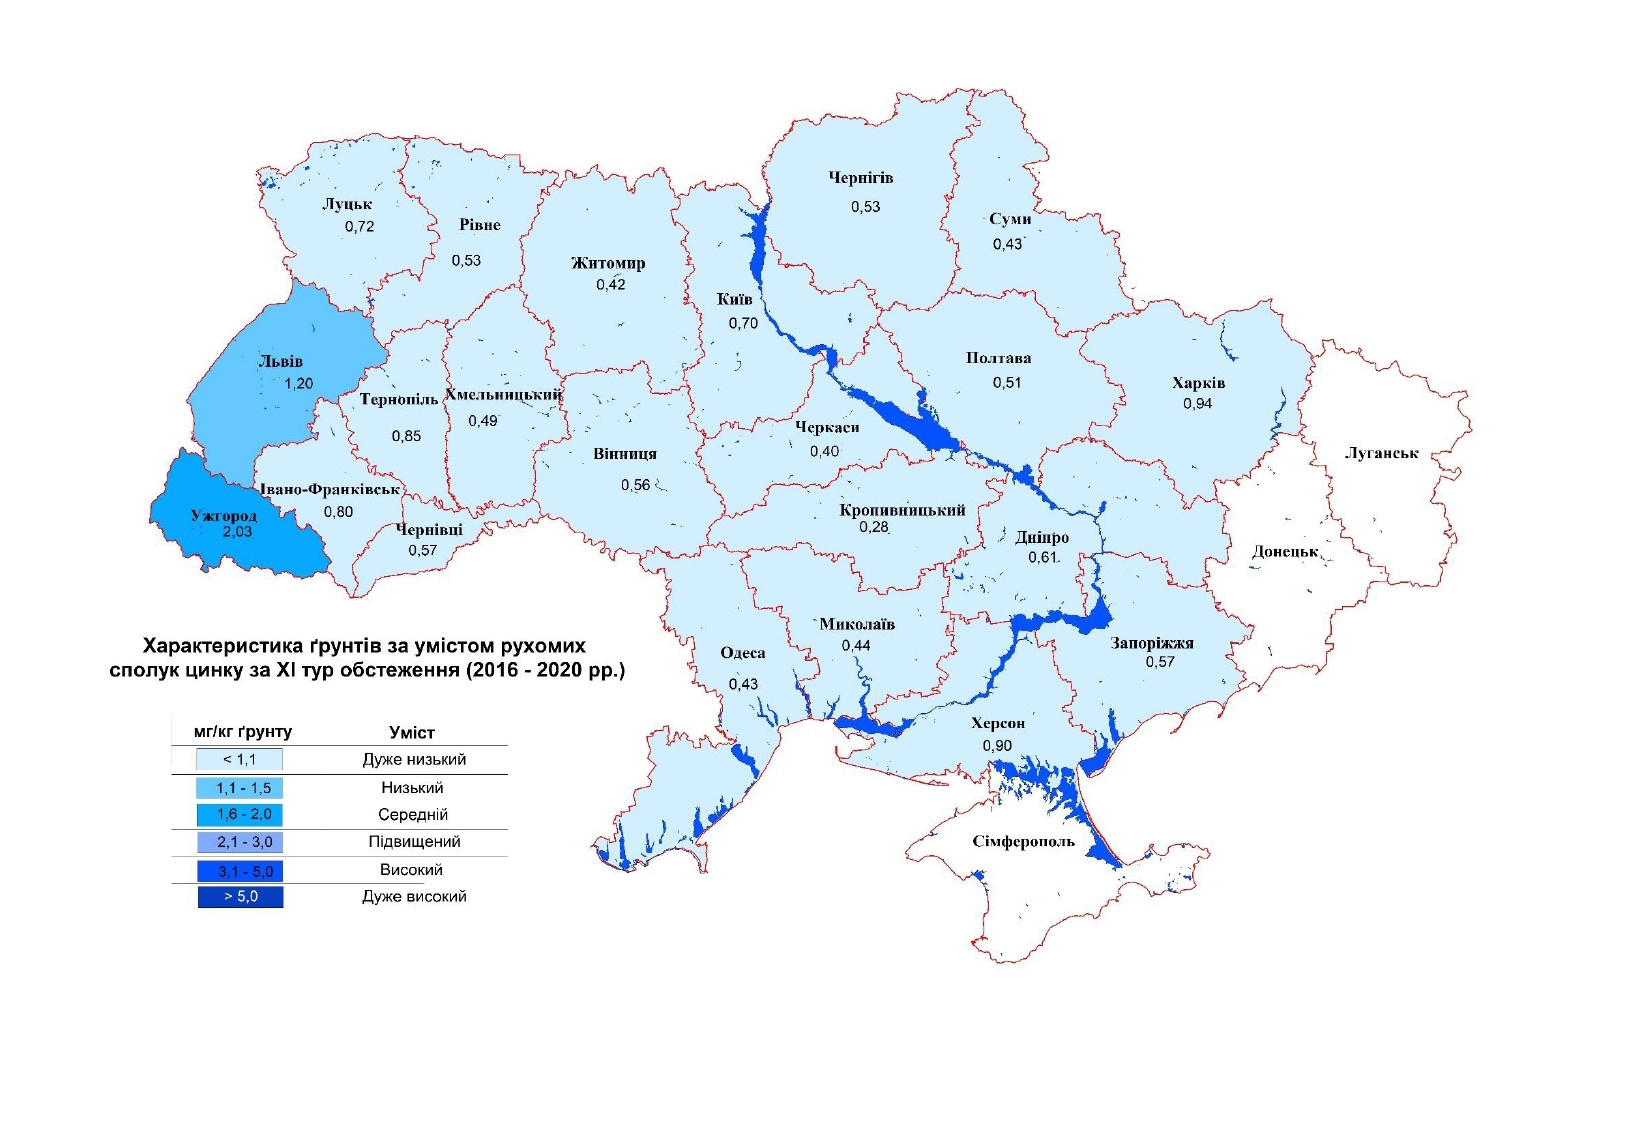 Чернігів
0,53
Суми
0,43
Луцьк
0,72
Рівне
0,53
Житомир
0,42
Київ
0,70
Львів
1,20
Тернопіль
0,85
Хмельницький
0,49
Полтава
0,51
Харків
0,94
Черкаси
0,40
Вінниця
0,56
Луганськ
Івано-Франківськ
0,80
Ужгород
2,03
Чернівці
0,57
Кропивницький
0,28
Дніпро
0,61
Донецьк
Миколаїв
0,44
Одеса
0,43
Запоріжжя
0,57
Херсон
0,90
Сімферополь
Характеристика ґрунтів за умістом рухомих
сполук цинку за XI тур обстеження (2016 - 2020 рр.)
мг/кг ґрунту Уміст
< 1,1 Дуже низький
1,1 - 1,5 Низький
1,6 - 2,0 Середній
2,1 - 3,0 Підвищений
3,1 - 5,0 Високий
> 5,0 Дуже високий